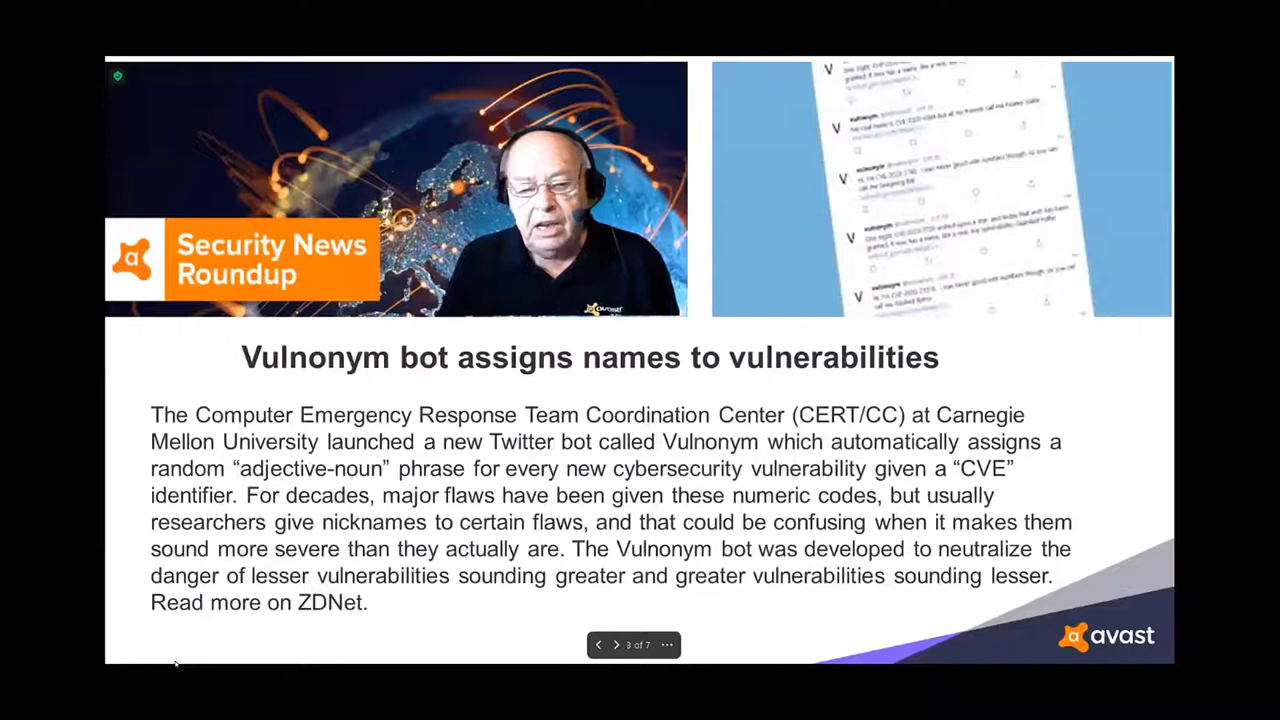 Security News
Roundup
avast
vulnonym
vulnonym
vulnonym
vulnonym
Vulnonym bot assigns names to vulnerabilities
The Computer Emergency Response Team Coordination Center (CERT/CC) at Carnegie
Mellon University launched a new Twitter bot called Vulnonym which automatically assigns a
random “adjective-noun” phrase for every new cybersecurity vulnerability given a “CVE”
identifier. For decades, major flaws have been given these numeric codes, but usually
researchers give nicknames to certain flaws, and that could be confusing when it makes them
sound more severe than they actually are. The Vulnonym bot was developed to neutralize the
danger of lesser vulnerabilities sounding greater and greater vulnerabilities sounding lesser.
Read more on ZDNet.
3 of 7
avast